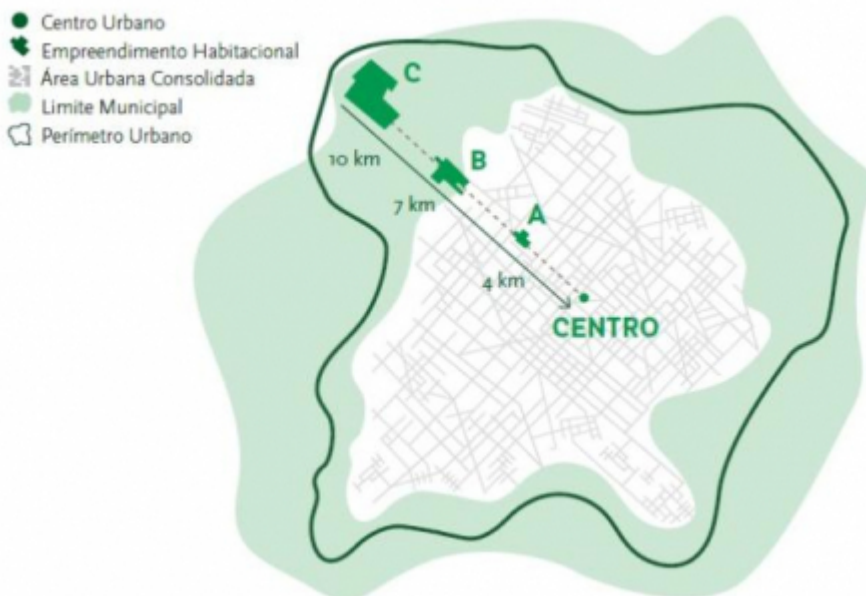 Centro Urbano
Empreendimento Habitacional
Área Urbana Consolidada
Limite Municipal
Perímetro Urbano
C
10 km
B
7 km
A
4 km
CENTRO